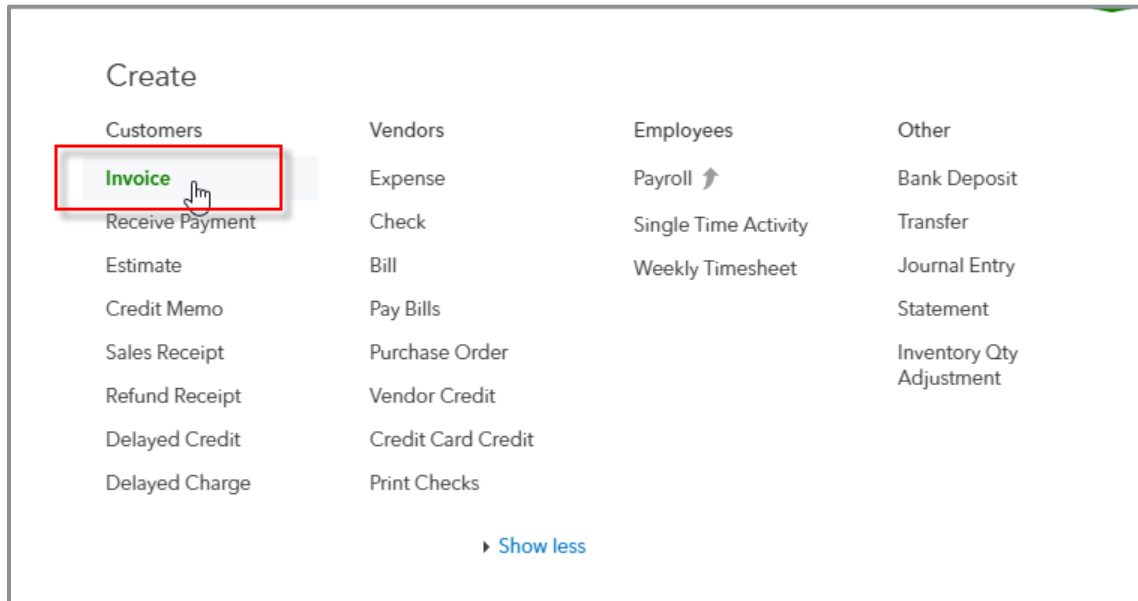 Create
Customers
Invoice
Receive Payment
Estimate
Credit Memo
Sales Receipt
Refund Receipt
Delayed Credit
Delayed Charge
Vendors
Expense
Check
Bill
Pay Bills
Purchase Order
Vendor Credit
Credit Card Credit
Print Checks
Employees
Payroll
Single Time Activity
Weekly Timesheet
Other
Bank Deposit
Transfer
Journal Entry
Statement
Inventory Qty
Adjustment
Show less